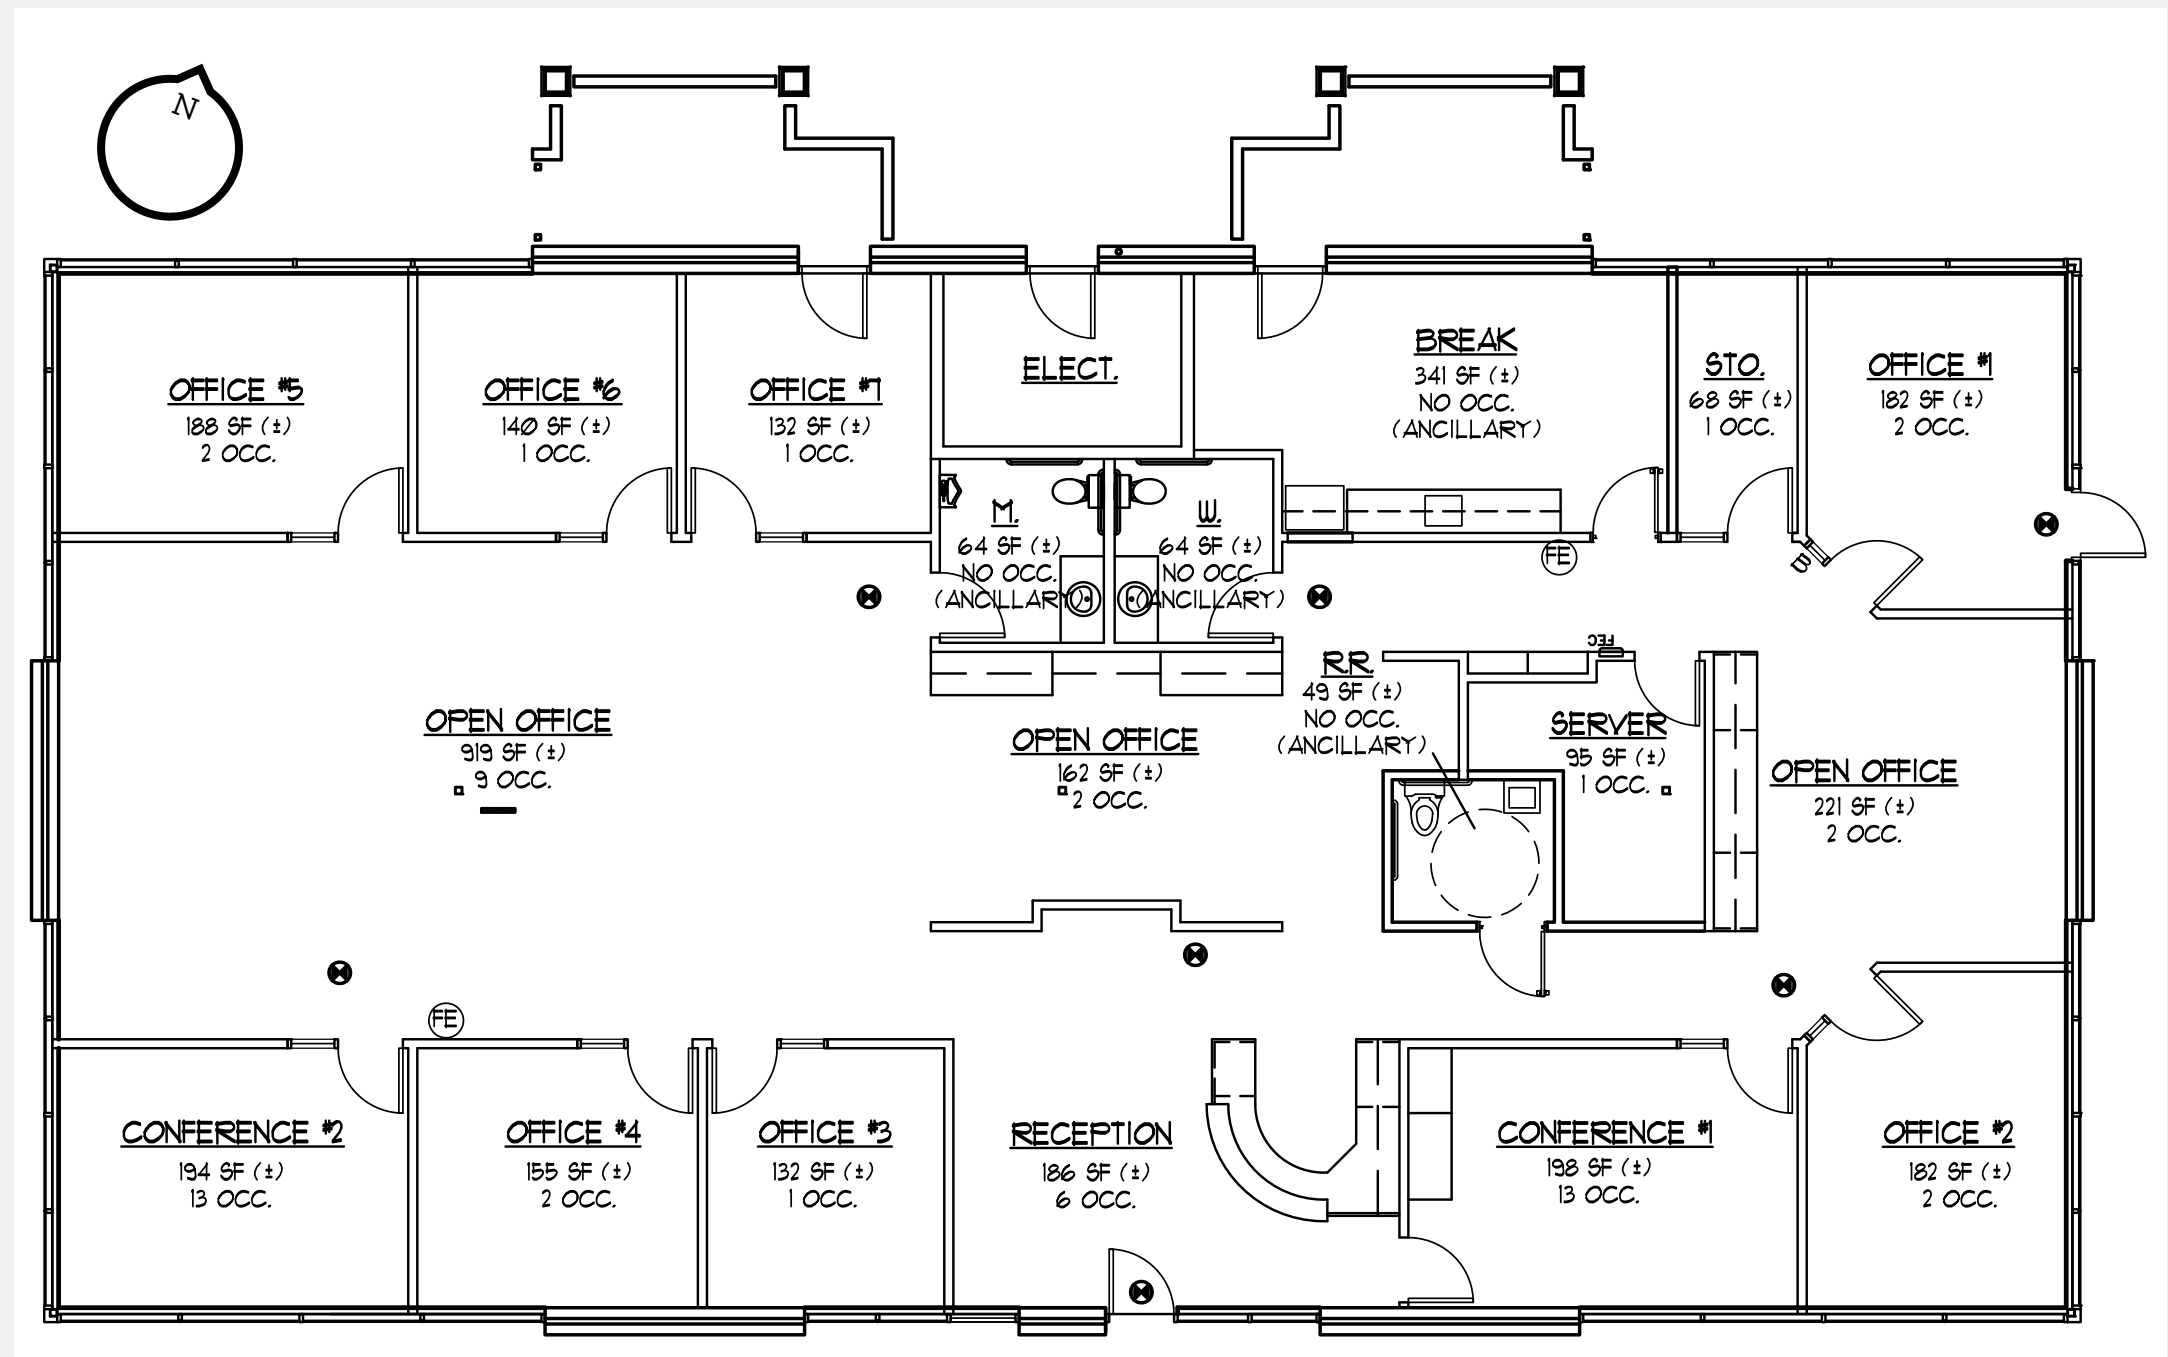 N
OFFICE #5
188 SF (±)
2 OCC.
OFFICE #6
140 SF (±)
1 OCC.
OFFICE #7
132 SF (±)
1 OCC.
ELECT.
BREAK
341 SF (±)
NO OCC.
(ANCILLARY)
STO.
68 SF (±)
1 OCC.
OFFICE #1
182 SF (±)
2 OCC.
M.
64 SF (±)
NO OCC.
(ANCILLARY)
W.
64 SF (±)
NO OCC.
(ANCILLARY)
FE
B
FEC
OPEN OFFICE
919 SF (±)
9 OCC.
OPEN OFFICE
162 SF (±)
2 OCC.
R.R.
49 SF (±)
NO OCC.
(ANCILLARY)
SERVER
95 SF (±)
1 OCC.
OPEN OFFICE
221 SF (±)
2 OCC.
FE
CONFERENCE #2
194 SF (±)
13 OCC.
OFFICE #4
155 SF (±)
2 OCC.
OFFICE #3
132 SF (±)
1 OCC.
RECEPTION
186 SF (±)
6 OCC.
CONFERENCE #1
198 SF (±)
13 OCC.
OFFICE #2
182 SF (±)
2 OCC.